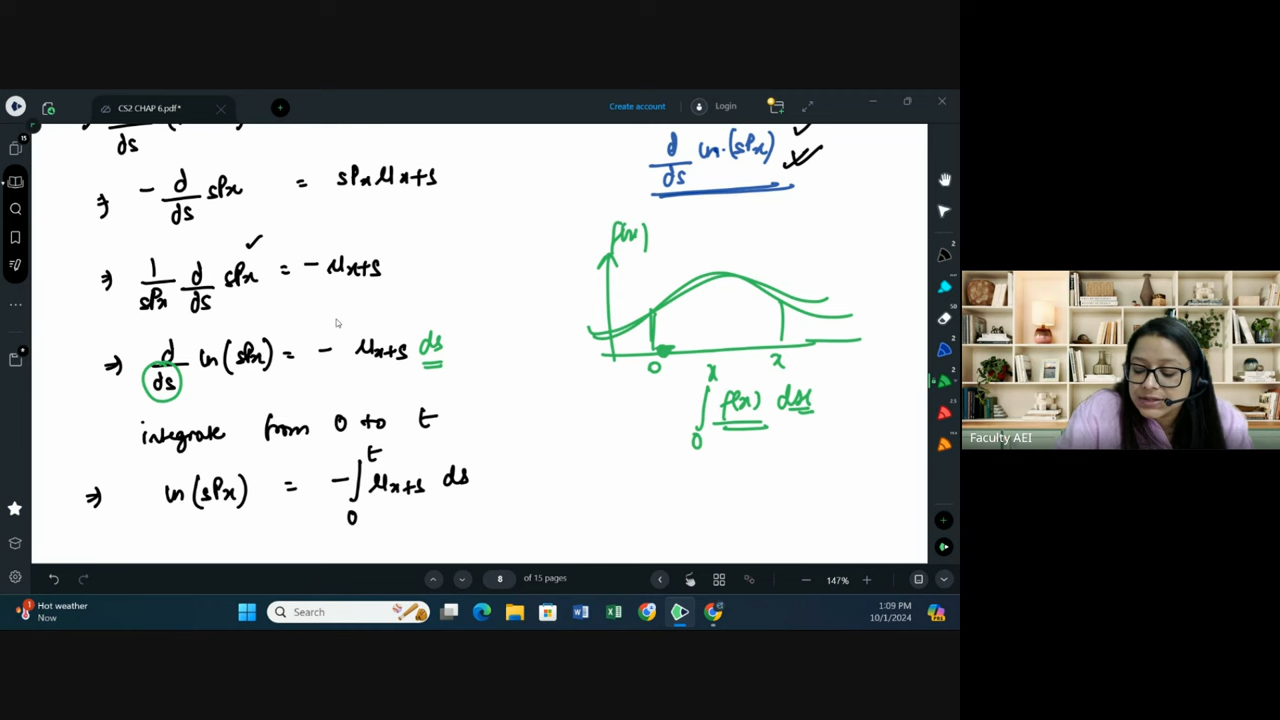 CS2 CHAP 6.pdf*
Create account
Login
ds
- d/ds sPx = sPx μx+s
⇒ 1/sPx d/ds sPx = - μx+s
⇒ d/ds ln(sPx) = - μx+s ds
integrate from 0 to t
⇒ ln(sPx) = - ∫₀ᵗ μx+s ds
d/ds ln.(sPx)
f(x)
0 x
∫₀ˣ f(x) dx
Faculty AEI
8 of 15 pages
147%
Hot weather
Now
Search
1:09 PM
10/1/2024